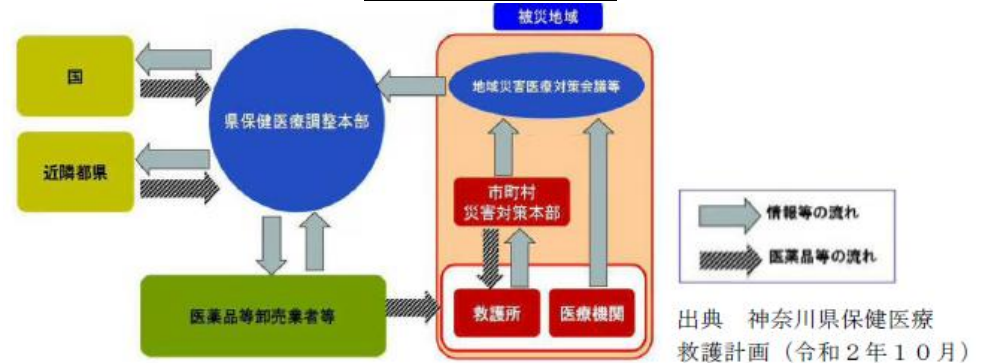 被災地域
国
近隣都県
県保健医療調整本部
地域災害医療対策会議等
市町村
災害対策本部
救護所
医療機関
医薬品等卸売業者等
情報等の流れ
医薬品等の流れ
出典 神奈川県保健医療
救護計画（令和２年１０月）